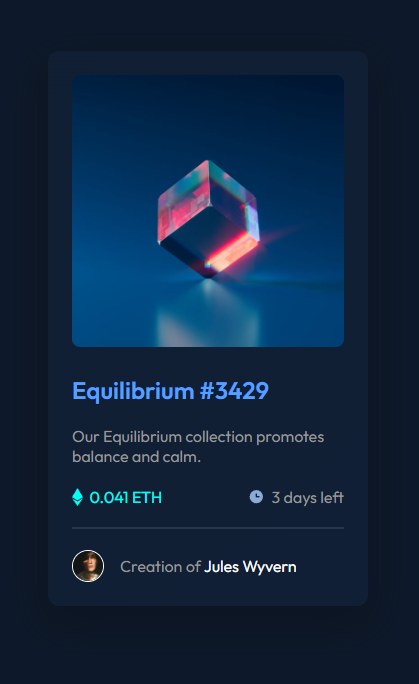 Equilibrium #3429
Our Equilibrium collection promotes
balance and calm.
0.041 ETH
3 days left
Creation of Jules Wyvern